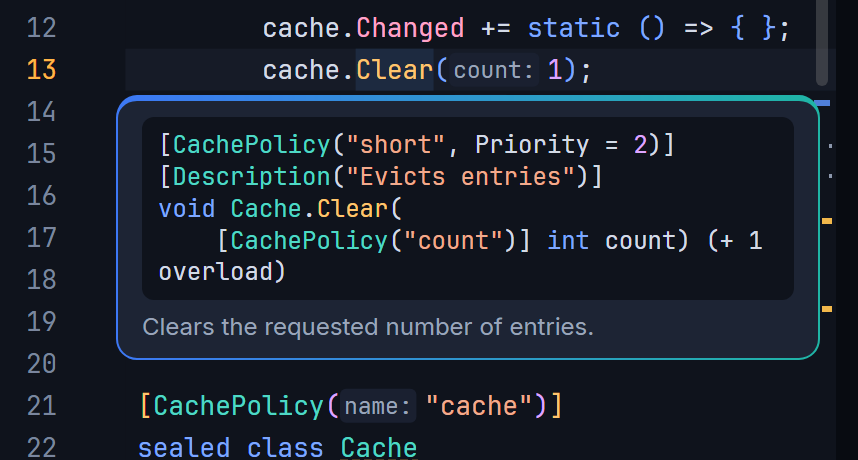 12 cache.Changed += static () => { };
13 cache.Clear(count: 1);
14
[CachePolicy("short", Priority = 2)]
15
[Description("Evicts entries")]
16
void Cache.Clear(
17
[CachePolicy("count")] int count) (+ 1
18
overload)
19
Clears the requested number of entries.
20
21 [CachePolicy(name: "cache")]
22 sealed class Cache